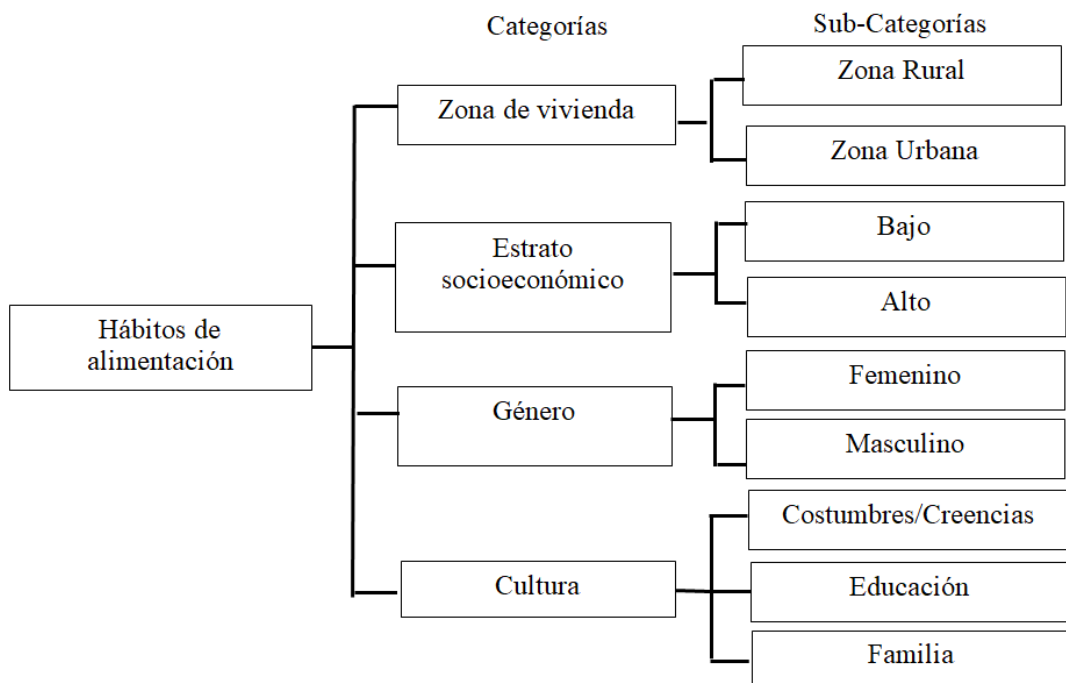 Categorías
Sub-Categorías
Hábitos de
alimentación
Zona de vivienda
Zona Rural
Zona Urbana
Estrato
socioeconómico
Bajo
Alto
Género
Femenino
Masculino
Cultura
Costumbres/Creencias
Educación
Familia